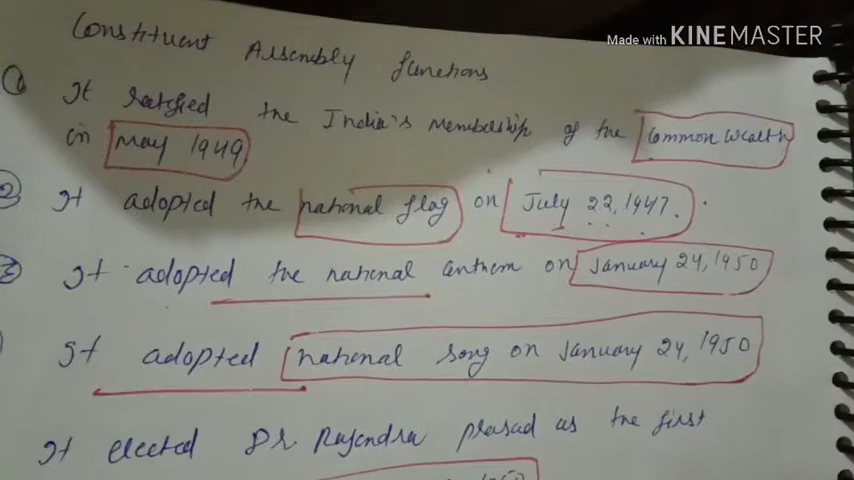 Made with KINEMASTER
Constituent Assembly functions
① It ratified the India's membership of the Common wealth
in May 1949
② It adopted the national flag on July 22, 1947.
③ It adopted the national anthem on January 24, 1950
It adopted national song on January 24, 1950
It elected Dr Rajendra prasad as the first